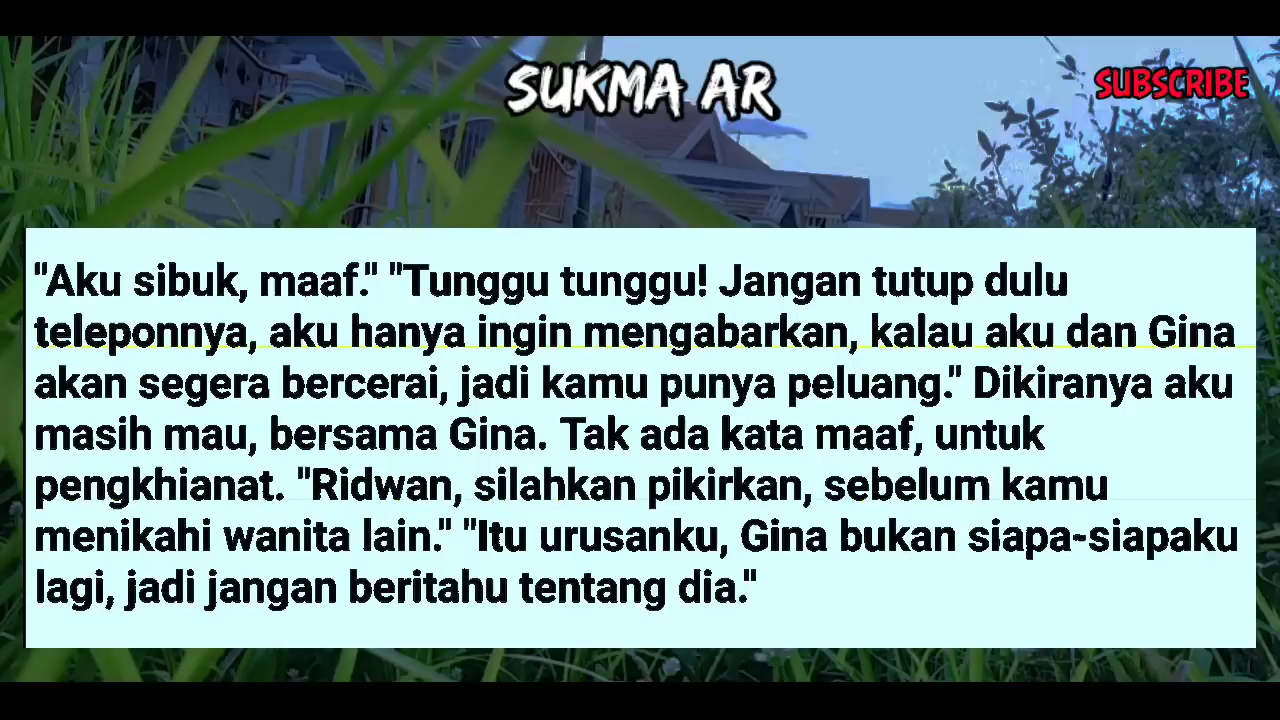 SUKMA AR
SUBSCRIBE
"Aku sibuk, maaf." "Tunggu tunggu! Jangan tutup dulu
teleponnya, aku hanya ingin mengabarkan, kalau aku dan Gina
akan segera bercerai, jadi kamu punya peluang." Dikiranya aku
masih mau, bersama Gina. Tak ada kata maaf, untuk
pengkhianat. "Ridwan, silahkan pikirkan, sebelum kamu
menikahi wanita lain." "Itu urusanku, Gina bukan siapa-siapaku
lagi, jadi jangan beritahu tentang dia."